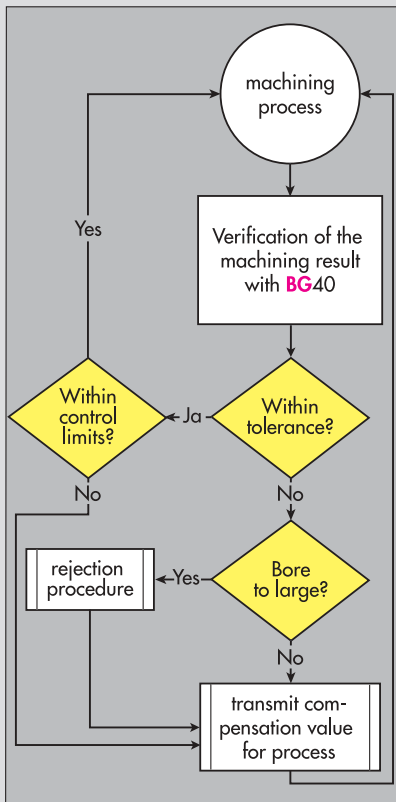 machining
process
Yes
Verification of the
machining result
with BG40
Within
control
limits?
Ja
Within
tolerance?
No
No
Bore
to large?
Yes
rejection
procedure
No
transmit com-
pensation value
for process